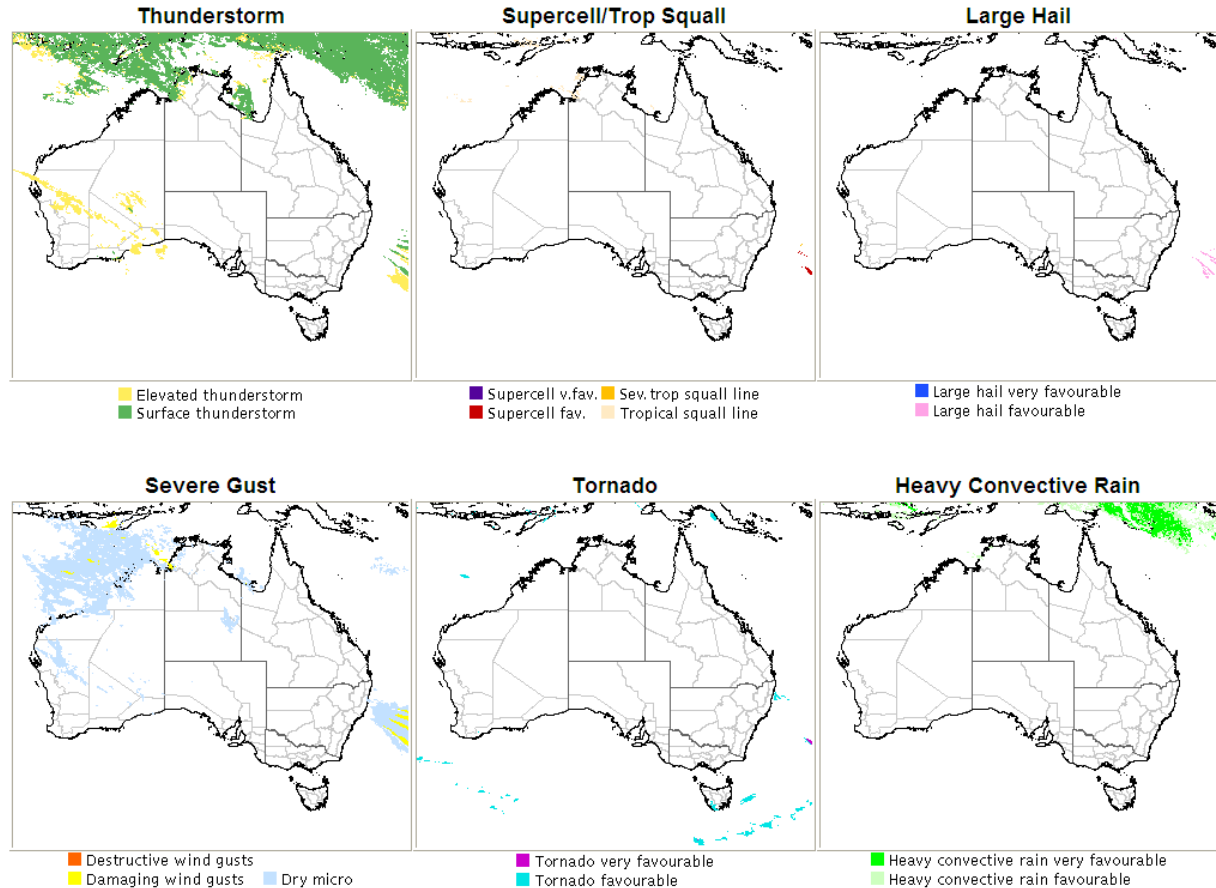 Thunderstorm
Supercell/Trop Squall
Large Hail
Elevated thunderstorm
Surface thunderstorm
Supercell v.fav. Sev. trop squall line
Supercell fav. Tropical squall line
Large hail very favourable
Large hail favourable
Severe Gust
Tornado
Heavy Convective Rain
Destructive wind gusts
Damaging wind gusts Dry micro
Tornado very favourable
Tornado favourable
Heavy convective rain very favourable
Heavy convective rain favourable